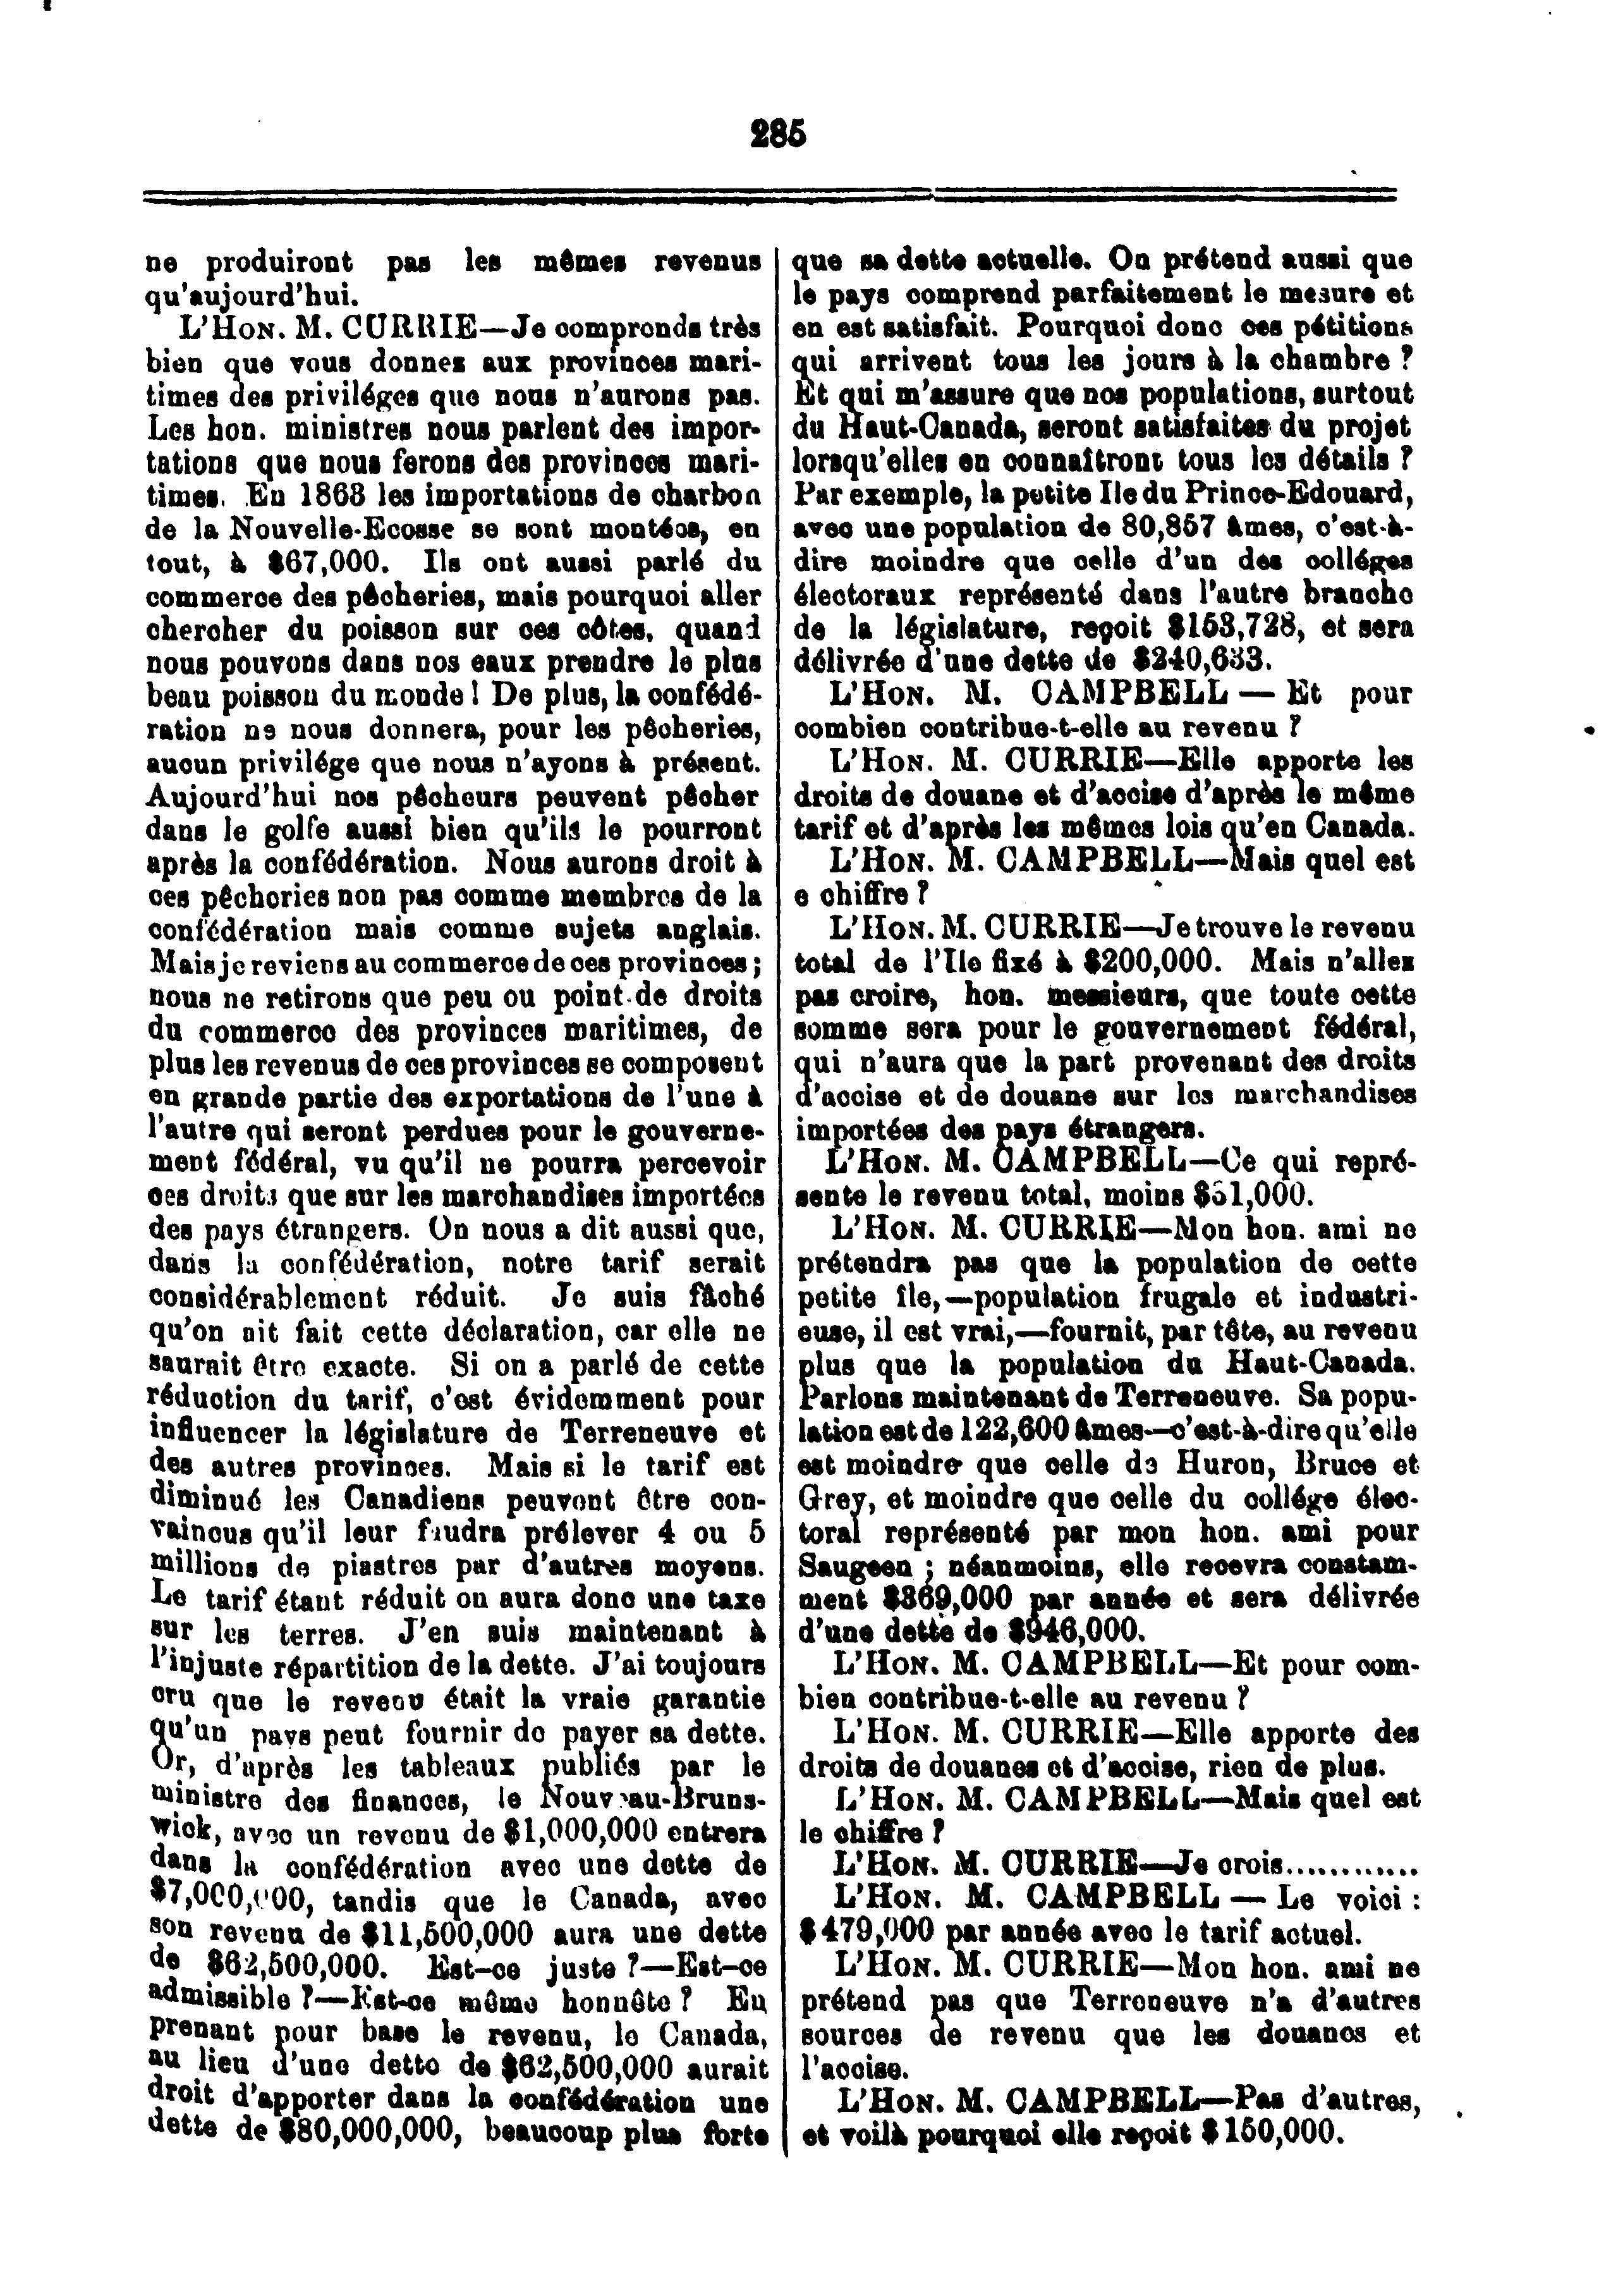 285
ne produiront pas les mêmes revenus
qu'aujourd'hui.
L'HON. M. CURRIE—Je comprends très
bien que vous donnez aux provinces mari-
times des priviléges que nous n'aurons pas.
Les hon. ministres nous parlent des impor-
tations que nous ferons des provinces mari-
times. En 1863 les importations de charbon
de la Nouvelle-Ecosse se sont montées, en
tout, à $67,000. Ils ont aussi parlé du
commerce des pêcheries, mais pourquoi aller
chercher du poisson sur ces côtes, quand
nous pouvons dans nos eaux prendre le plus
beau poisson du monde! De plus, la confédé-
ration ne nous donnera, pour les pêcheries,
aucun privilége que nous n'ayons à présent.
Aujourd'hui nos pêcheurs peuvent pêcher
dans le golfe aussi bien qu'ils le pourront
après la confédération. Nous aurons droit à
ces pêcheries non pas comme membres de la
confédération mais comme sujets anglais.
Mais je reviens au commerce de ces provinces;
nous ne retirons que peu ou point de droits
du commerce des provinces maritimes, de
plus les revenus de ces provinces se composent
en grande partie des exportations de l'une à
l'autre qui seront perdues pour le gouverne-
ment fédéral, vu qu'il ne pourra percevoir
ces droits que sur les marchandises importées
des pays étrangers. On nous a dit aussi que,
dans la confédération, notre tarif serait
considérablement réduit. Je suis fâché
qu'on ait fait cette déclaration, car elle ne
saurait être exacte. Si on a parlé de cette
réduction du tarif, c'est évidemment pour
influencer la législature de Terreneuve et
des autres provinces. Mais si le tarif est
diminué les Canadiens peuvent être con-
vaincus qu'il leur faudra prélever 4 ou 5
millions de piastres par d'autres moyens.
Le tarif étant réduit on aura donc une taxe
sur les terres. J'en suis maintenant à
l'injuste répartition de la dette. J'ai toujours
cru que le revenu était la vraie garantie
qu'un pays peut fournir de payer sa dette.
Or, d'après les tableaux publiés par le
ministre des finances, le Nouveau-Bruns-
wick, avec un revenu de $1,000,000 entrera
dans la confédération avec une dette de
$7,000,000, tandis que le Canada, avec
son revenu de $11,500,000 aura une dette
de $62,500,000. Est-ce juste?—Est-ce
admissible?—Est-ce même honnête? En
prenant pour base le revenu, le Canada,
au lieu d'une dette de $62,500,000 aurait
droit d'apporter dans la confédération une
dette de $80,000,000, beaucoup plus forte
que sa dette actuelle. On prétend aussi que
le pays comprend parfaitement le mesure et
en est satisfait. Pourquoi donc ces pétitions
qui arrivent tous les jours à la chambre?
Et qui m'assure que nos populations, surtout
du Haut-Canada, seront satisfaites du projet
lorsqu'elles en connaîtront tous les détails?
Par exemple, la petite Ile du Prince-Edouard,
avec une population de 80,857 âmes, c'est-à-
dire moindre que celle d'un des colléges
électoraux représenté dans l'autre branche
de la législature, reçoit $153,728, et sera
délivrée d'une dette de $240,633.
L'HON. M. CAMPBELL — Et pour
combien contribue-t-elle au revenu?
L'HON. M. CURRIE—Elle apporte les
droits de douane et d'accise d'après le même
tarif et d'après les mêmes lois qu'en Canada.
L'HON. M. CAMPBELL—Mais quel est
e chiffre?
L'HON. M. CURRIE—Je trouve le revenu
total de l'Ile fixé à $200,000. Mais n'allez
pas croire, hon. messieurs, que toute cette
somme sera pour le gouvernement fédéral,
qui n'aura que la part provenant des droits
d'accise et de douane sur les marchandises
importées des pays étrangers.
L'HON. M. CAMPBELL—Ce qui repré-
sente le revenu total, moins
L'HON. M. CURRIE—Mon hon. ami ne
prétendra pas que la population de cette
petite île,—population frugale et industri-
euse, il est vrai,—fournit, par tête, au revenu
plus que la population du Haut-Canada.
Parlons maintenant de Terreneuve. Sa popu-
lation est de 122,600 âmes—c'est-à-dire qu'elle
est moindre que celle de Huron, Bruce et
Grey, et moindre que celle du collége élec-
toral représenté par mon hon. ami pour
Saugeen; néanmoins, elle recevra constam-
ment $369,000 par année et sera délivrée
d'une dette de $946,000.
L'HON. M. CAMPBELL—Et pour com-
bien contribue-t-elle au revenu?
L'HON. M. CURRIE—Elle apporte des
droits de douanes et d'accise, rien de plus.
L'HON. M. CAMPBELL—Mais quel est
le chiffre?
L'HON. M. CURRIE—Je crois............
L'HON. M. CAMPBELL — Le voici:
$479,000 par année avec le tarif actuel.
L'HON. M. CURRIE—Mon hon. ami ne
prétend pas que Terreneuve n'a d'autres
sources de revenu que les douanes et
l'accise.
L'HON. M. CAMPBELL—Pas d'autres,
et voilà pourquoi elle reçoit $150,000.